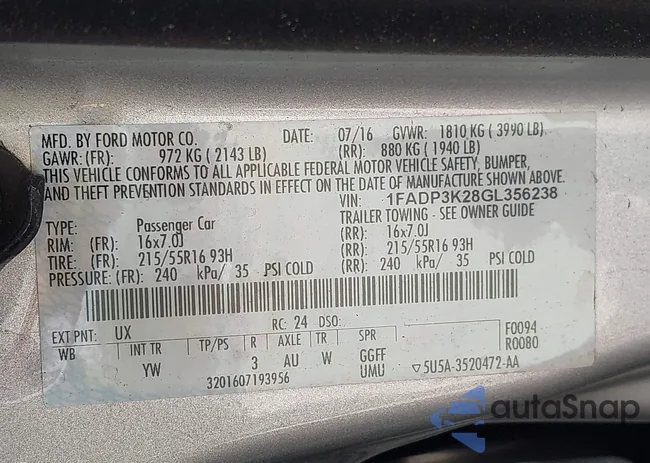 MFD. BY FORD MOTOR CO. DATE: 07/16 GVWR: 1810 KG ( 3990 LB)
GAWR: (FR): 972 KG ( 2143 LB) (RR): 880 KG ( 1940 LB)
THIS VEHICLE CONFORMS TO ALL APPLICABLE FEDERAL MOTOR VEHICLE SAFETY, BUMPER,
AND THEFT PREVENTION STANDARDS IN EFFECT ON THE DATE OF MANUFACTURE SHOWN ABOVE.
VIN: 1FADP3K28GL356238
TYPE: Passenger Car TRAILER TOWING - SEE OWNER GUIDE
RIM: (FR) 16x7.0J (RR): 16x7.0J
TIRE: (FR): 215/55R16 93H (RR): 215/55R16 93H
PRESSURE: (FR): 240 kPa/ 35 PSI COLD (RR): 240 kPa/ 35 PSI COLD
EXT PNT: UX RC: 24 DSO: F0094
WB INT TR TP/PS R AXLE TR SPR R0080
YW 3 AU W GGFF
3201607193956 UMU ▽5U5A-3520472-AA
autoSnap